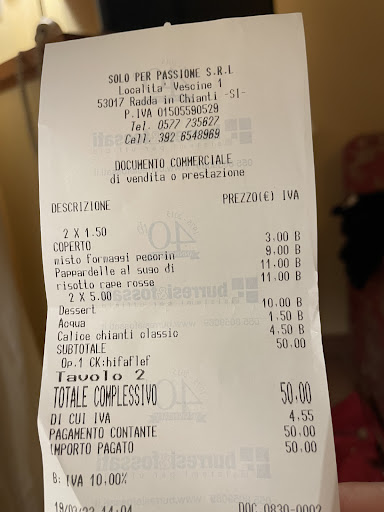 SOLO PER PASSIONE S.R.L
Localita' Vescine 1
53017 Radda in Chianti -SI-
P.IVA 01505590529
Tel. 0577 735627
Cell. 392 6548969
DOCUMENTO COMMERCIALE
di vendita o prestazione
DESCRIZIONE PREZZO(€) IVA
2 X 1.50
COPERTO 3,00 B
misto formaggi pecorin 9,00 B
Pappardelle al sugo di 11,00 B
risotto rape rosse 11,00 B
2 X 5.00
Dessert 10,00 B
Acqua 1,50 B
Calice chianti classic 4,50 B
SUBTOTALE 50,00
Op.1 CK:hifaflef
Tavolo 2
TOTALE COMPLESSIVO 50,00
DI CUI IVA 4,55
PAGAMENTO CONTANTE 50,00
IMPORTO PAGATO 50,00
B: IVA 10,00%
DOC.0830-0002